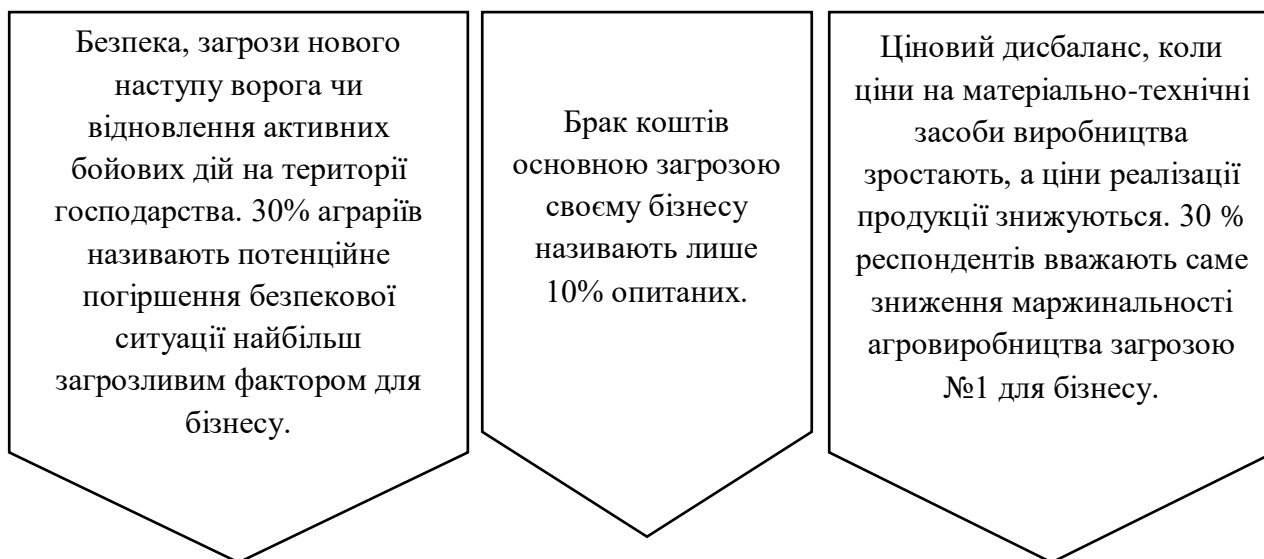 Безпека, загрози нового
наступу ворога чи
відновлення активних
бойових дій на території
господарства. 30% аграріїв
називають потенційне
погіршення безпекової
ситуації найбільш
загрозливим фактором для
бізнесу.
Брак коштів
основною загрозою
своєму бізнесу
називають лише
10% опитаних.
Ціновий дисбаланс, коли
ціни на матеріально-технічні
засоби виробництва
зростають, а ціни реалізації
продукції знижуються. 30 %
респондентів вважають саме
зниження маржинальності
агровиробництва загрозою
№1 для бізнесу.